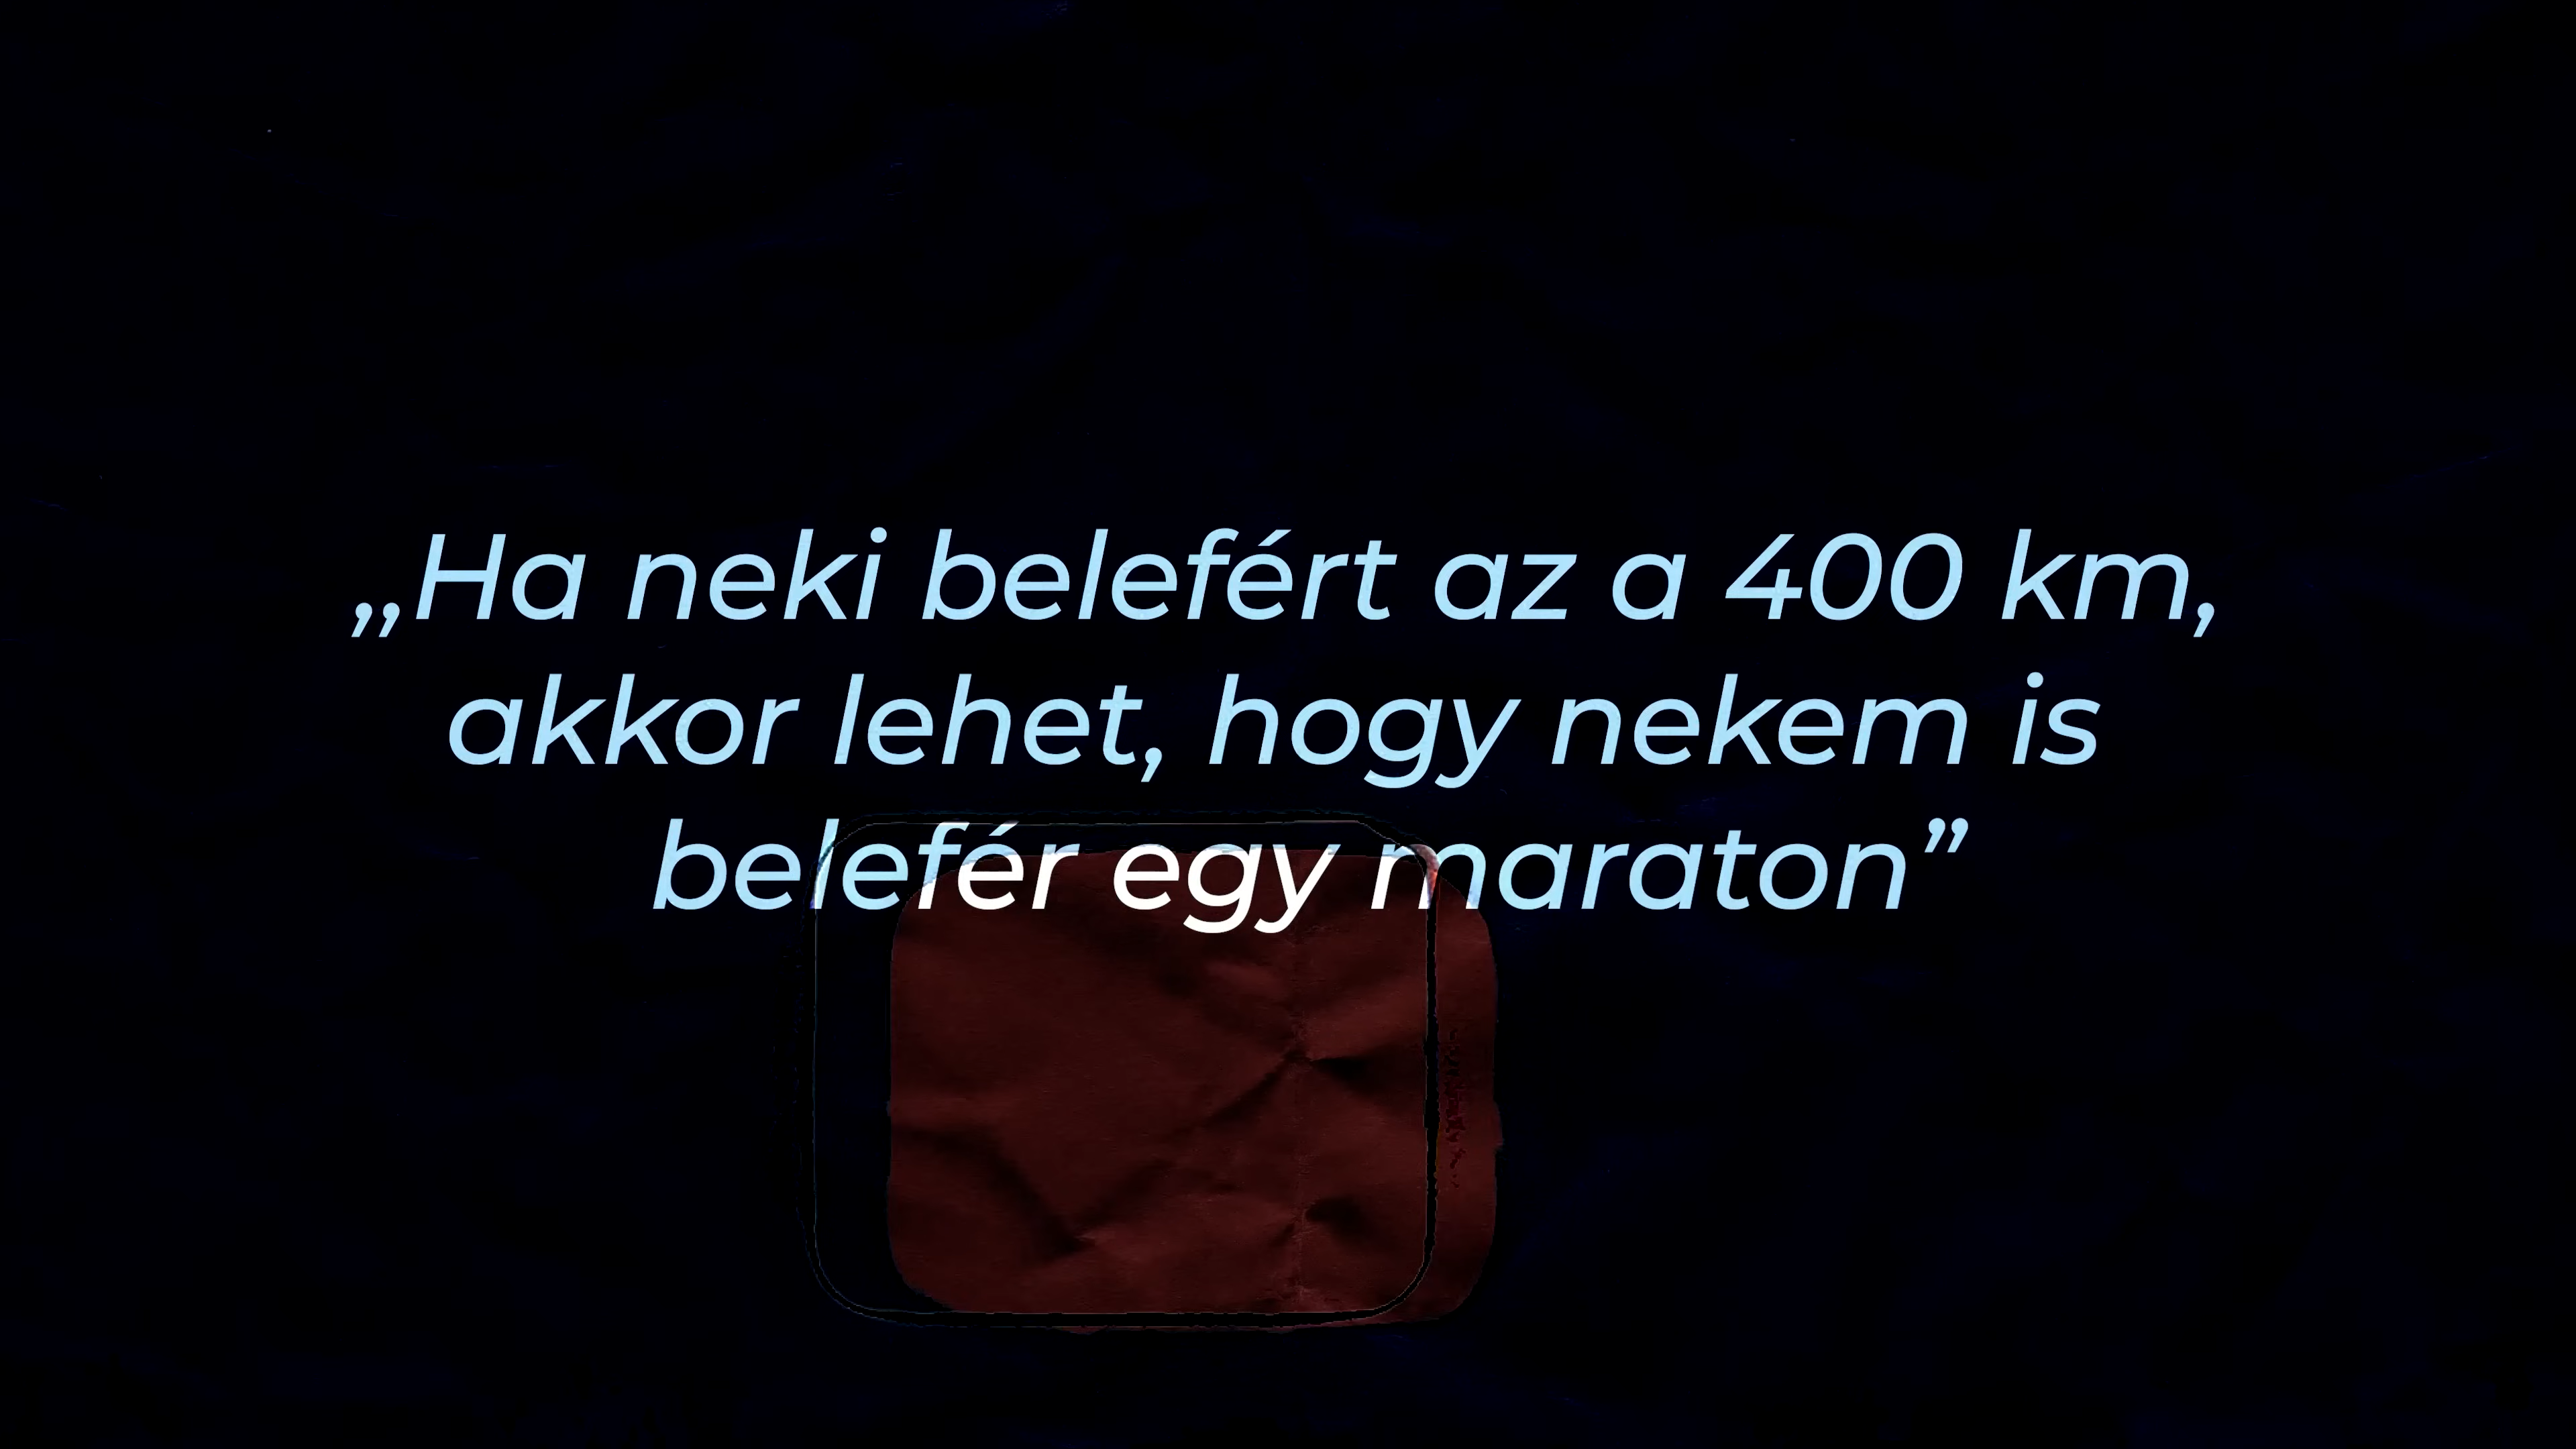 „Ha neki belefért az a 400 km,
akkor lehet, hogy nekem is
belefér egy maraton”